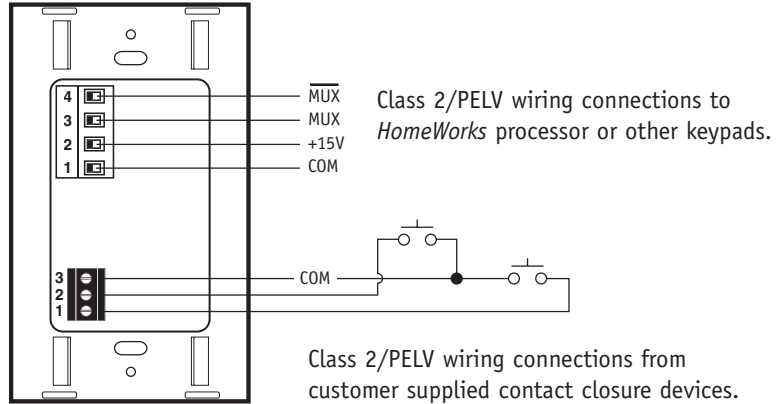 4 M̅U̅X̅
3 MUX
2 +15V
1 COM
Class 2/PELV wiring connections to
HomeWorks processor or other keypads.
3 COM
2
1
Class 2/PELV wiring connections from
customer supplied contact closure devices.